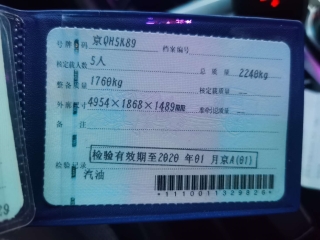 号牌号码 京QH5K89 档案编号
核定载人数 5人 总质量 2240kg
整备质量 1760kg 核定载质量
外廓尺寸 4954×1868×1489mm 准牵引总质量
备注
检验有效期至2020年01月京A(01)
检验记录
汽油
*1110011329829*